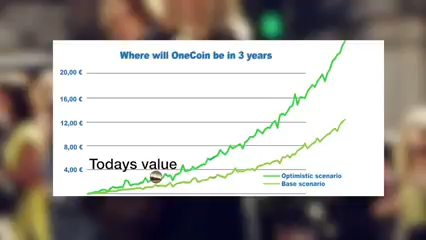 Where will OneCoin be in 3 years
20,00 €
16,00 €
12,00 €
8,00 €
4,00 €
Todays value
Optimistic scenario
Base scenario